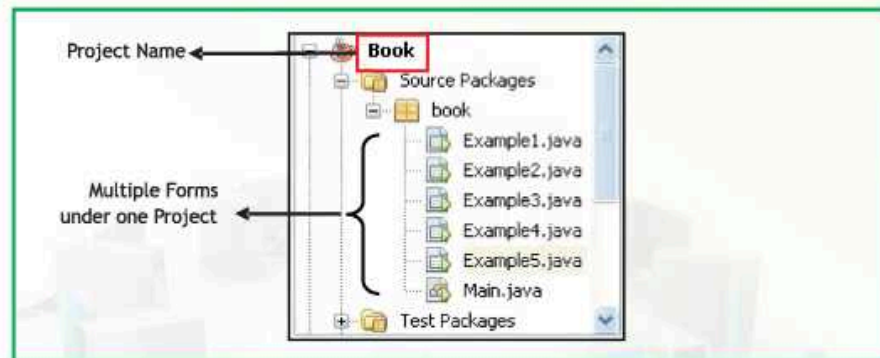 Project Name
Book
Source Packages
book
Example1.java
Example2.java
Example3.java
Example4.java
Example5.java
Main.java
Multiple Forms
under one Project
Test Packages